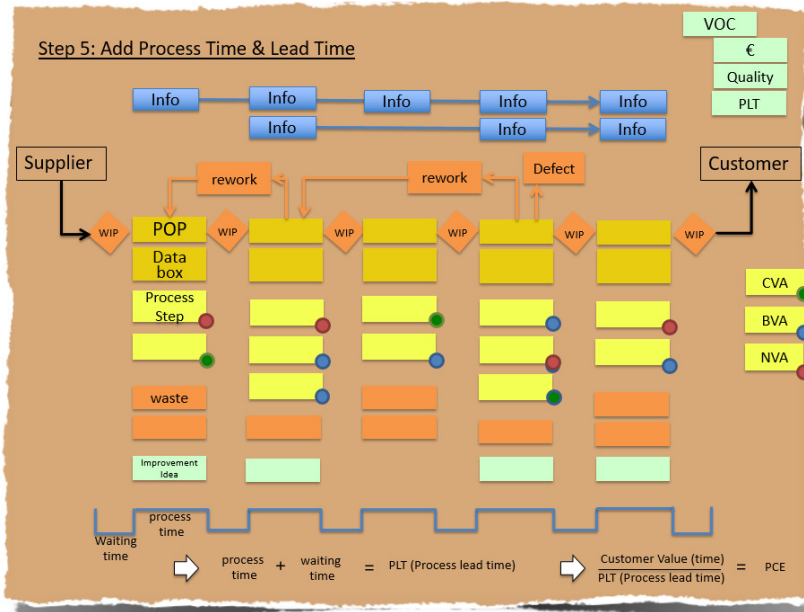 VOC
€
Quality
PLT
Step 5: Add Process Time & Lead Time
Info
Info
Info
Info
Info
Info
Info
Info
Supplier
rework
rework
Defect
Customer
WIP
POP
WIP
WIP
WIP
WIP
WIP
Data
box
Process
Step
CVA
BVA
NVA
waste
Improvement
Idea
process
time
Waiting
time
process
time
+
waiting
time
=
PLT (Process lead time)
Customer Value (time)
PLT (Process lead time)
=
PCE